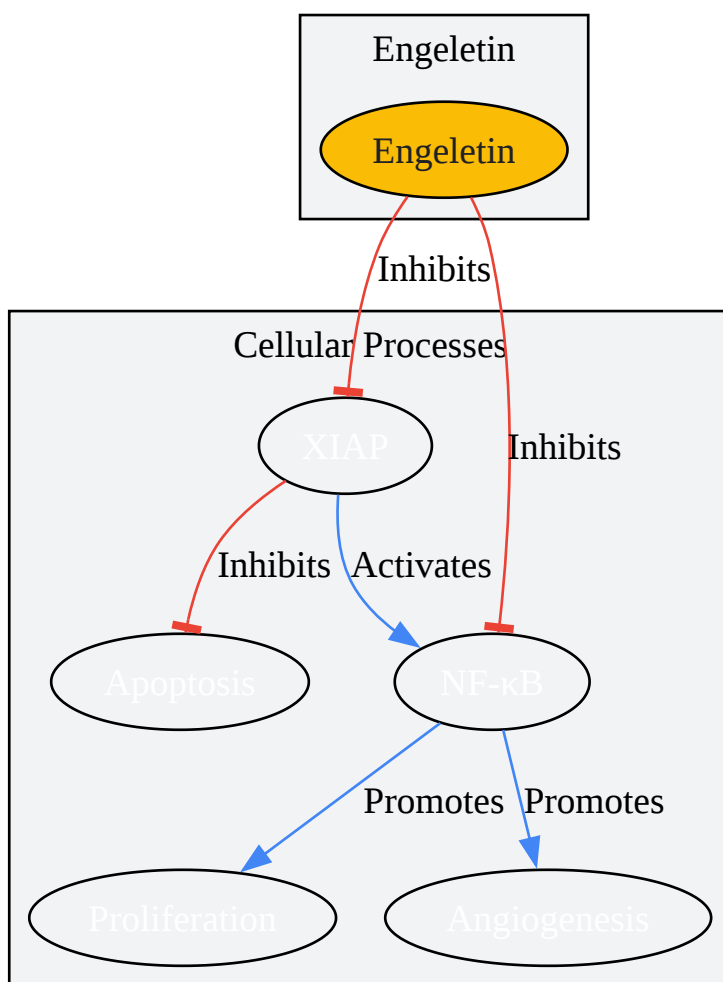 Engeletin
Engeletin
Inhibits
Cellular Processes
XIAP
Inhibits
Inhibits
Activates
Apoptosis
NF-κB
Promotes
Promotes
Proliferation
Angiogenesis